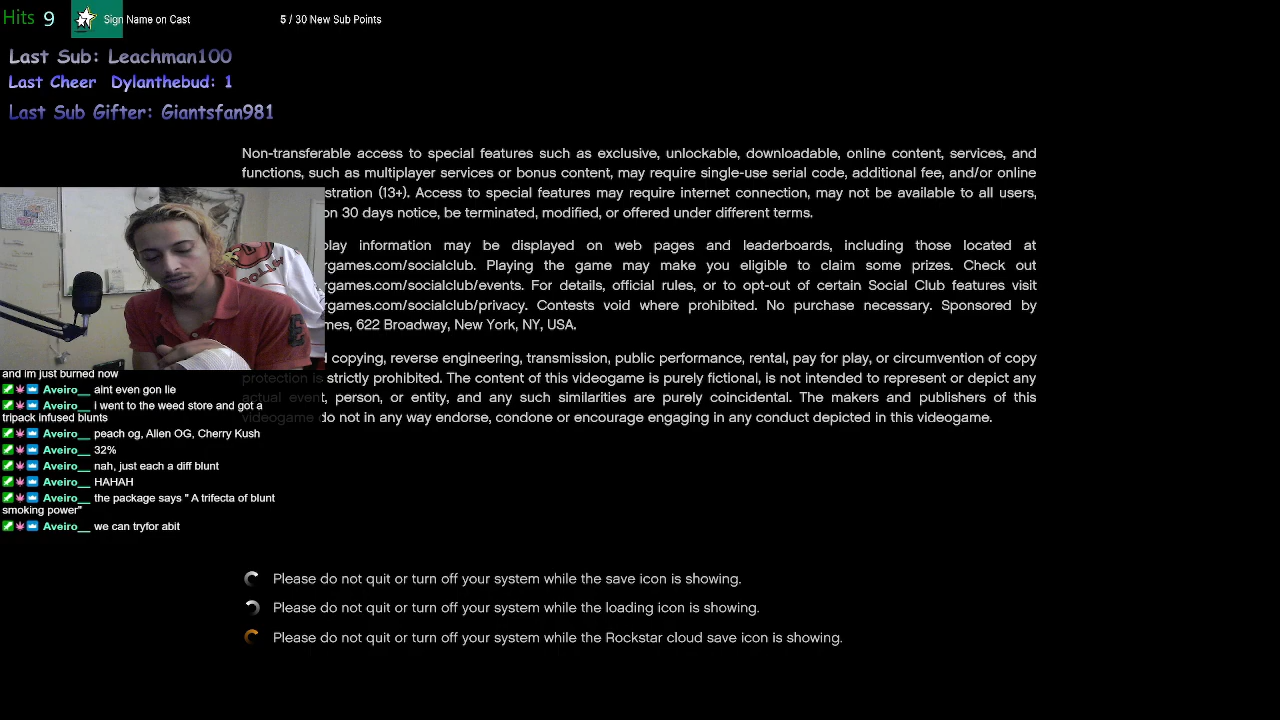 Hits 9
Sign Name on Cast
5 / 30 New Sub Points
Last Sub: Leachman100
Last Cheer Dylanthebud: 1
Last Sub Gifter: Giantsfan981
Non-transferable access to special features such as exclusive, unlockable, downloadable, online content, services, and
functions, such as multiplayer services or bonus content, may require single-use serial code, additional fee, and/or online
stration (13+). Access to special features may require internet connection, may not be available to all users,
on 30 days notice, be terminated, modified, or offered under different terms.
play information may be displayed on web pages and leaderboards, including those located at
rgames.com/socialclub. Playing the game may make you eligible to claim some prizes. Check out
rgames.com/socialclub/events. For details, official rules, or to opt-out of certain Social Club features visit
rgames.com/socialclub/privacy. Contests void where prohibited. No purchase necessary. Sponsored by
mes, 622 Broadway, New York, NY, USA.
copying, reverse engineering, transmission, public performance, rental, pay for play, or circumvention of copy
protection is strictly prohibited. The content of this videogame is purely fictional, is not intended to represent or depict any
actual event, person, or entity, and any such similarities are purely coincidental. The makers and publishers of this
videogame do not in any way endorse, condone or encourage engaging in any conduct depicted in this videogame.
and im just burned now
Aveiro__ aint even gon lie
Aveiro__ i went to the weed store and got a
tripack infused blunts
Aveiro__ peach og, Alien OG, Cherry Kush
Aveiro__ 32%
Aveiro__ nah, just each a diff blunt
Aveiro__ HAHAH
Aveiro__ the package says " A trifecta of blunt
smoking power"
Aveiro__ we can tryfor abit
Please do not quit or turn off your system while the save icon is showing.
Please do not quit or turn off your system while the loading icon is showing.
Please do not quit or turn off your system while the Rockstar cloud save icon is showing.